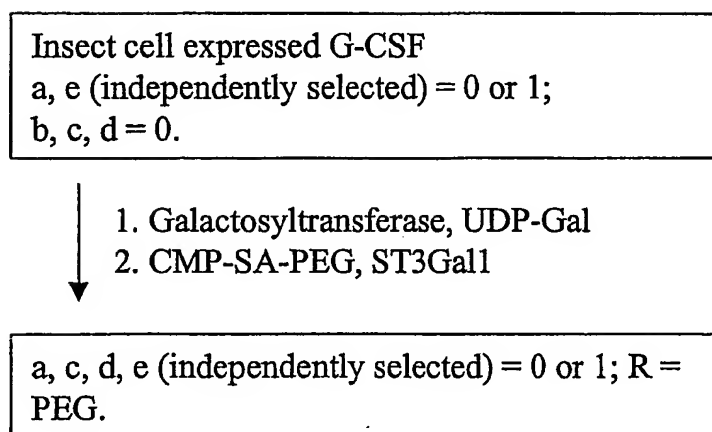 Insect cell expressed G-CSF
a, e (independently selected) = 0 or 1;
b, c, d = 0.
1. Galactosyltransferase, UDP-Gal
2. CMP-SA-PEG, ST3Gal1
a, c, d, e (independently selected) = 0 or 1; R =
PEG.